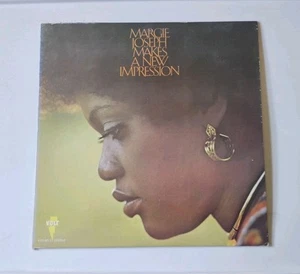 MARGIE
JOSEPH
MAKES
A NEW
IMPRESSION